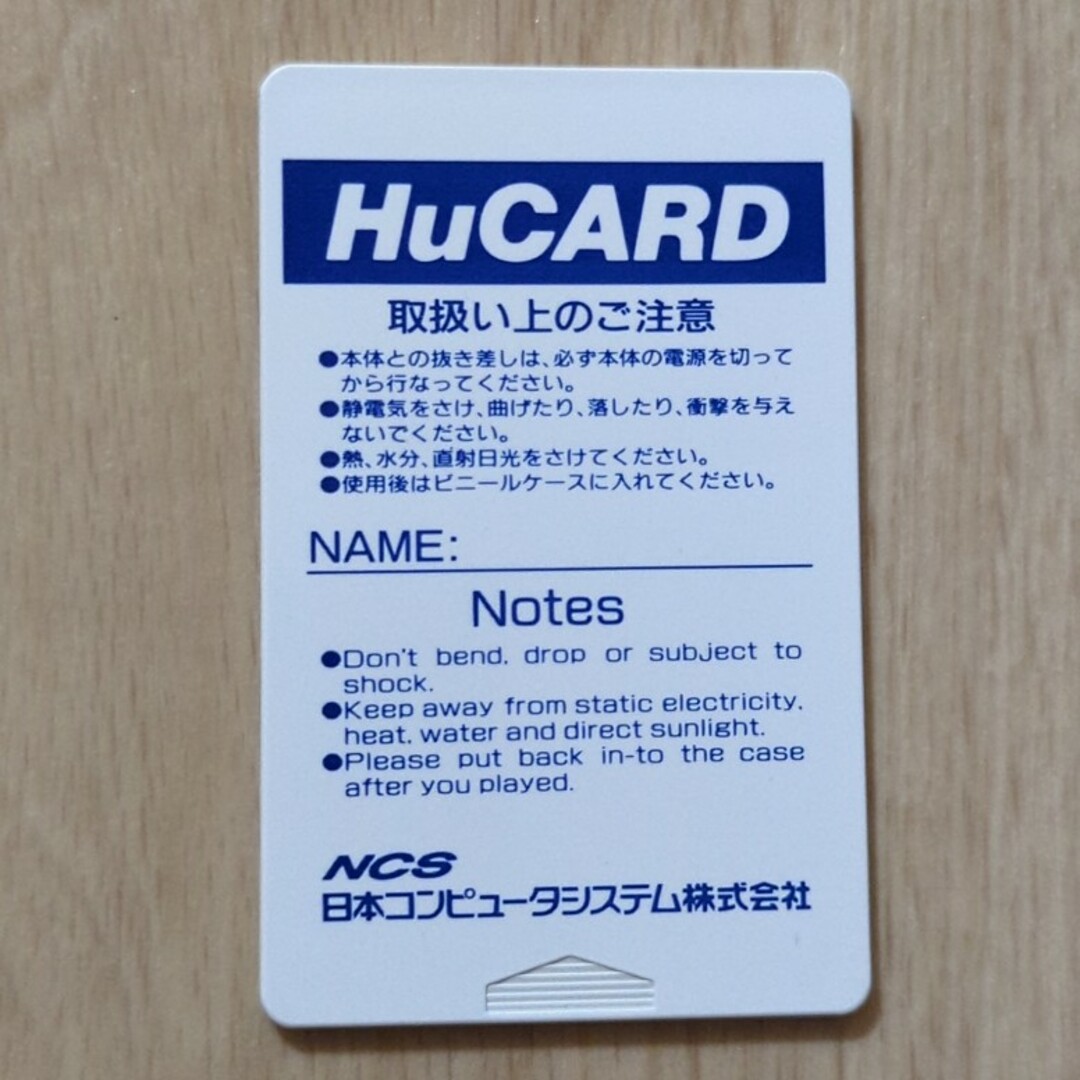 HuCARD
取扱い上のご注意
●本体との抜き差しは、必ず本体の電源を切って
から行なってください。
●静電気をさけ、曲げたり、落したり、衝撃を与え
ないでください。
●熱、水分、直射日光をさけてください。
●使用後はビニールケースに入れてください。
NAME:
Notes
●Don't bend, drop or subject to
shock.
●Keep away from static electricity,
heat, water and direct sunlight.
●Please put back in-to the case
after you played.
NCS
日本コンピュータシステム株式会社